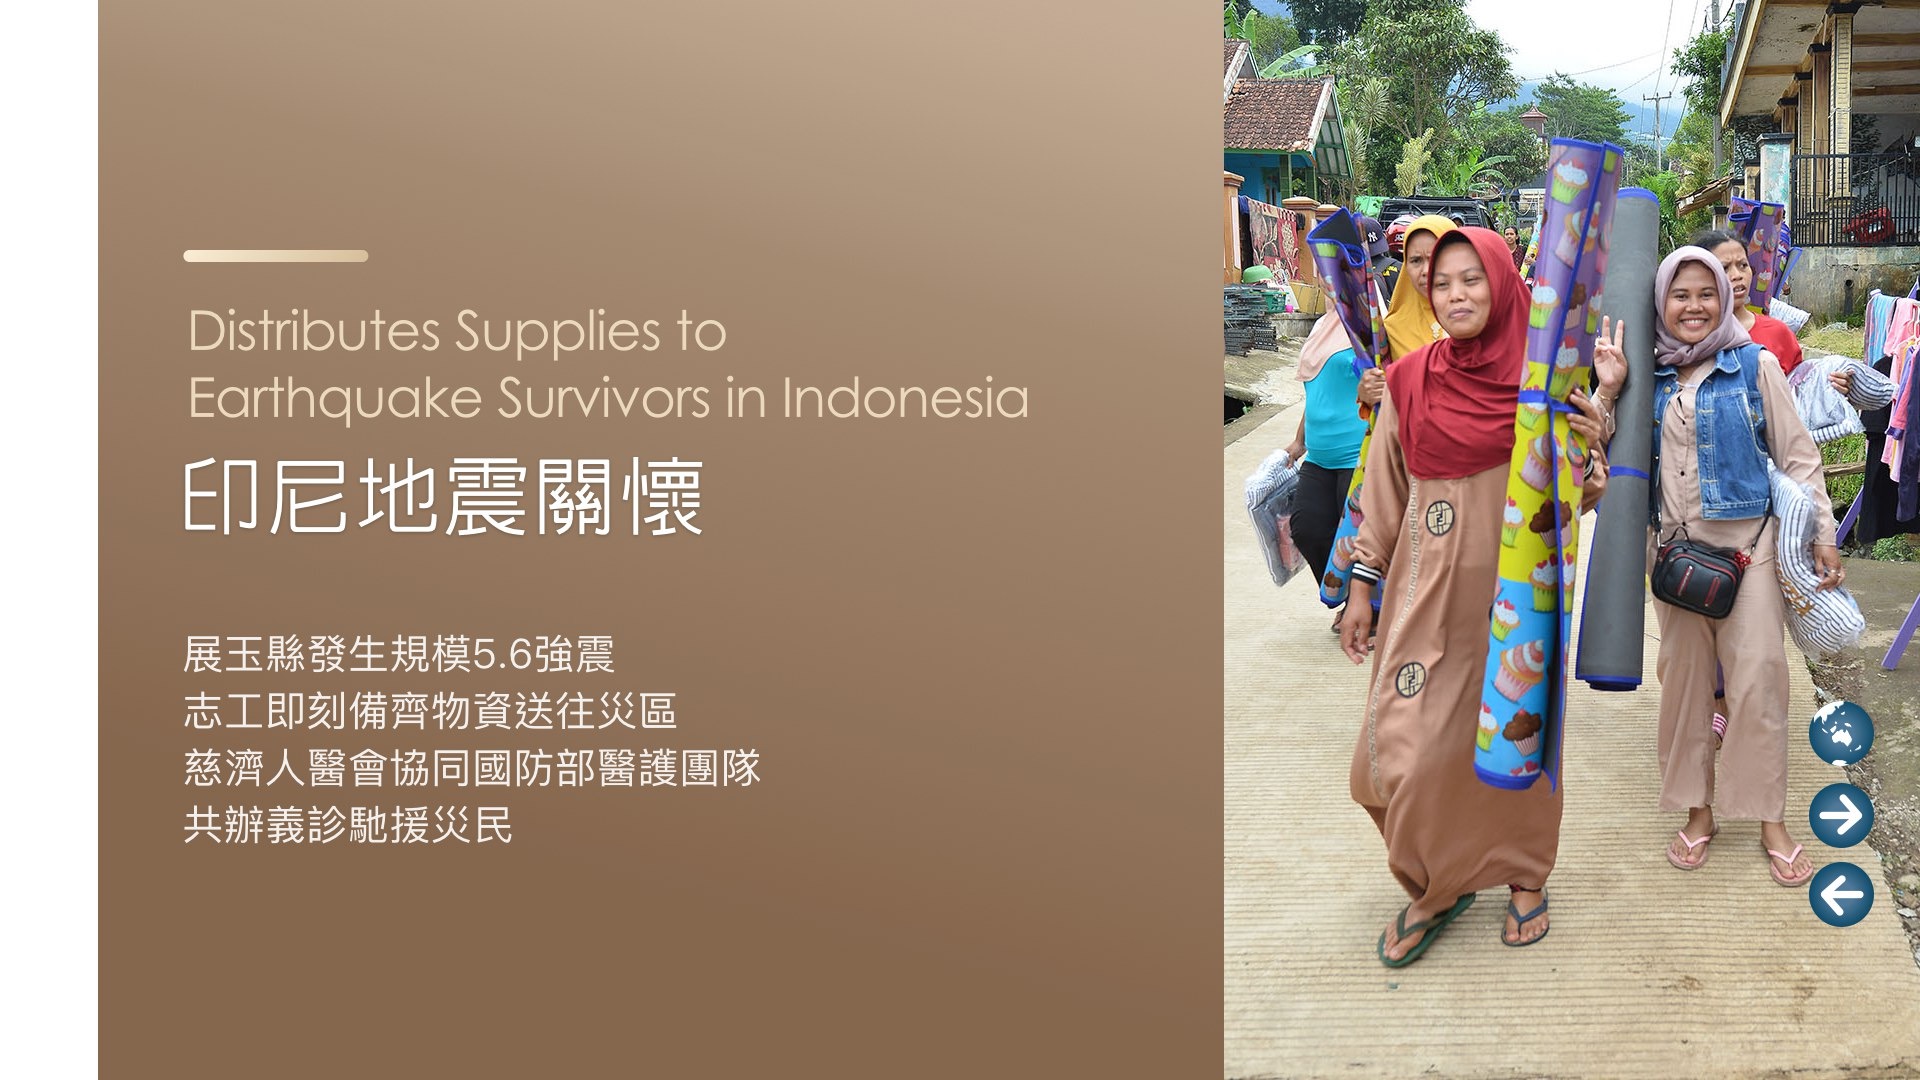 Distributes Supplies to
Earthquake Survivors in Indonesia
印尼地震關懷
展玉縣發生規模5.6強震
志工即刻備齊物資送往災區
慈濟人醫會協同國防部醫護團隊
共辦義診馳援災民